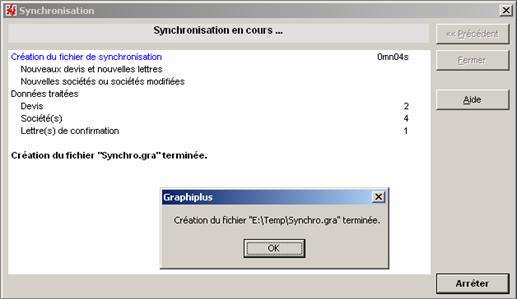 Synchronisation
Synchronisation en cours ...
<< Précédent
Création du fichier de synchronisation 0mn04s
Fermer
Nouveaux devis et nouvelles lettres
Nouvelles sociétés ou sociétés modifiées
Données traitées
Aide
Devis 2
Société(s) 4
Lettre(s) de confirmation 1
Création du fichier "Synchro.gra" terminée.
Graphiplus
Création du fichier "E:\Temp\Synchro.gra" terminée.
OK
Arrêter